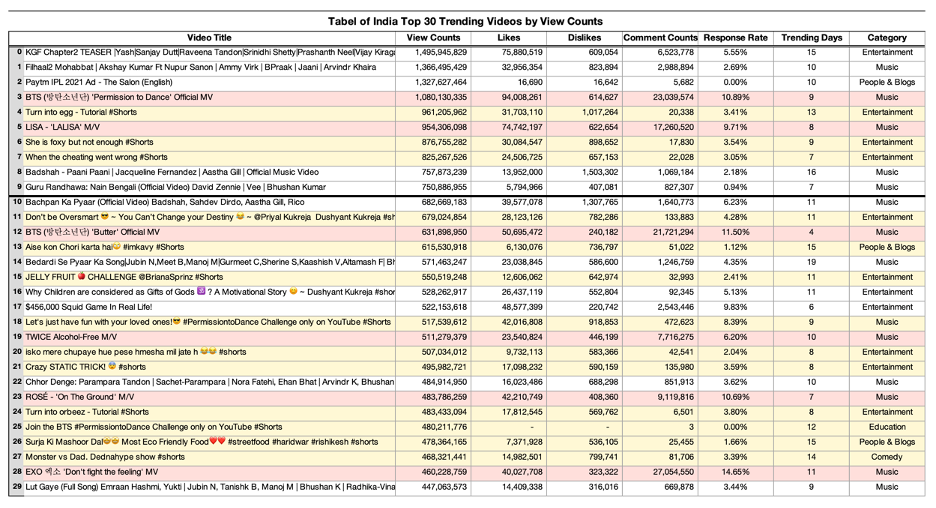 Tabel of India Top 30 Trending Videos by View Counts
Video Title View Counts Likes Dislikes Comment Counts Response Rate Trending Days Category
0 KGF Chapter2 TEASER |Yash|Sanjay Dutt|Raveena Tandon|Srinidhi Shetty|Prashanth Neel|Vijay Kiraga 1,495,945,829 75,880,519 609,054 6,523,778 5.55% 15 Entertainment
1 Filhaal2 Mohabbat | Akshay Kumar Ft Nupur Sanon | Ammy Virk | BPraak | Jaani | Arvindr Khaira 1,366,495,429 32,956,354 823,894 2,988,988 2.69% 10 Music
2 Paytm IPL 2021 Ad - The Salon (English) 1,327,627,464 16,690 16,642 5,682 0.00% 10 People & Blogs
3 BTS (방탄소년단) 'Permission to Dance' Official MV 1,080,130,335 94,008,261 614,627 23,039,574 10.89% 9 Music
4 Turn into egg - Tutorial #Shorts 961,205,962 31,703,110 1,017,264 20,338 3.41% 13 Entertainment
5 LISA - 'LALISA' M/V 954,306,098 74,742,197 622,654 17,260,520 9.71% 8 Music
6 She is foxy but not enough #Shorts 876,755,282 30,084,547 898,652 17,830 3.54% 9 Entertainment
7 When the cheating went wrong #Shorts 825,267,526 24,506,725 657,153 22,028 3.05% 7 Entertainment
8 Badshah - Paani Paani | Jacqueline Fernandez | Aastha Gill | Official Music Video 757,873,239 13,952,000 1,503,402 1,069,184 2.18% 16 Music
9 Guru Randhawa: Nain Bengali (Official Video) David Zennie | Vee | Bhushan Kumar 750,886,955 5,794,966 407,081 827,307 0.94% 7 Music
10 Bachpan Ka Pyaar (Official Video) Badshah, Sahdev Dirdo, Aastha Gill, Rico 682,669,183 39,577,078 1,307,765 1,640,773 6.23% 11 Music
11 Don't be Oversmart 😎 ~ You Can't Change your Destiny 😂 ~ @Priyal Kukreja Dushyant Kukreja #sh 679,024,854 28,123,126 782,286 133,883 4.28% 11 Entertainment
12 BTS (방탄소년단) 'Butter' Official MV 631,898,950 50,695,472 240,182 21,721,294 11.50% 4 Music
13 Aise kon Chori karta hai #imkavy #Shorts 615,530,918 6,130,076 736,797 51,022 1.12% 15 People & Blogs
14 Bedardi Se Pyaar Ka Song|Jubin N,Meet B,Manoj M|Gurmeet C,Sherine S,Kaashish V,Altamash F| Bh 571,463,247 23,038,845 586,600 1,246,759 4.35% 19 Music
15 JELLY FRUIT 🍎 CHALLENGE @BrianaSprinz #Shorts 550,519,248 12,606,062 642,974 32,993 2.41% 11 Entertainment
16 Why Children are considered as Gifts of Gods ? A Motivational Story 😊 ~ Dushyant Kukreja #shor 528,262,917 26,437,119 552,804 92,345 5.13% 11 Entertainment
17 $456,000 Squid Game In Real Life! 522,153,618 48,577,399 220,742 2,543,446 9.83% 6 Entertainment
18 Let's just have fun with your loved ones!😎 #PermissiontoDance Challenge only on YouTube #Shorts 517,539,612 42,016,808 918,853 472,623 8.39% 9 Music
19 TWICE Alcohol-Free M/V 511,279,379 23,540,824 446,199 7,716,275 6.20% 10 Music
20 isko mere chupaye hue pese hmesha mil jate h 😂😂 #shorts 507,034,012 9,732,113 583,366 42,541 2.04% 8 Entertainment
21 Crazy STATIC TRICK! 😨 #shorts 495,982,721 17,098,232 590,159 135,980 3.59% 8 Entertainment
22 Chhor Denge: Parampara Tandon | Sachet-Parampara | Nora Fatehi, Ehan Bhat | Arvindr K, Bhushan 484,914,950 16,023,486 688,298 851,913 3.62% 10 Music
23 ROSÉ - 'On The Ground' M/V 483,786,259 42,210,749 408,360 9,119,816 10.69% 7 Music
24 Turn into orbeez - Tutorial #Shorts 483,433,094 17,812,545 569,762 6,501 3.80% 8 Entertainment
25 Join the BTS #PermissiontoDance Challenge only on YouTube #Shorts 480,211,776 - - 3 0.00% 12 Education
26 Surja Ki Mashoor Dal Most Eco Friendly Food❤️❤️ #streetfood #haridwar #rishikesh #shorts 478,364,165 7,371,928 536,105 25,455 1.66% 15 People & Blogs
27 Monster vs Dad. Dednahype show #shorts 468,321,441 14,982,501 799,741 81,706 3.39% 14 Comedy
28 EXO 엑소 'Don't fight the feeling' MV 460,228,759 40,027,708 323,322 27,054,550 14.65% 11 Music
29 Lut Gaye (Full Song) Emraan Hashmi, Yukti | Jubin N, Tanishk B, Manoj M | Bhushan K | Radhika-Vina 447,063,573 14,409,338 316,016 669,878 3.44% 9 Music